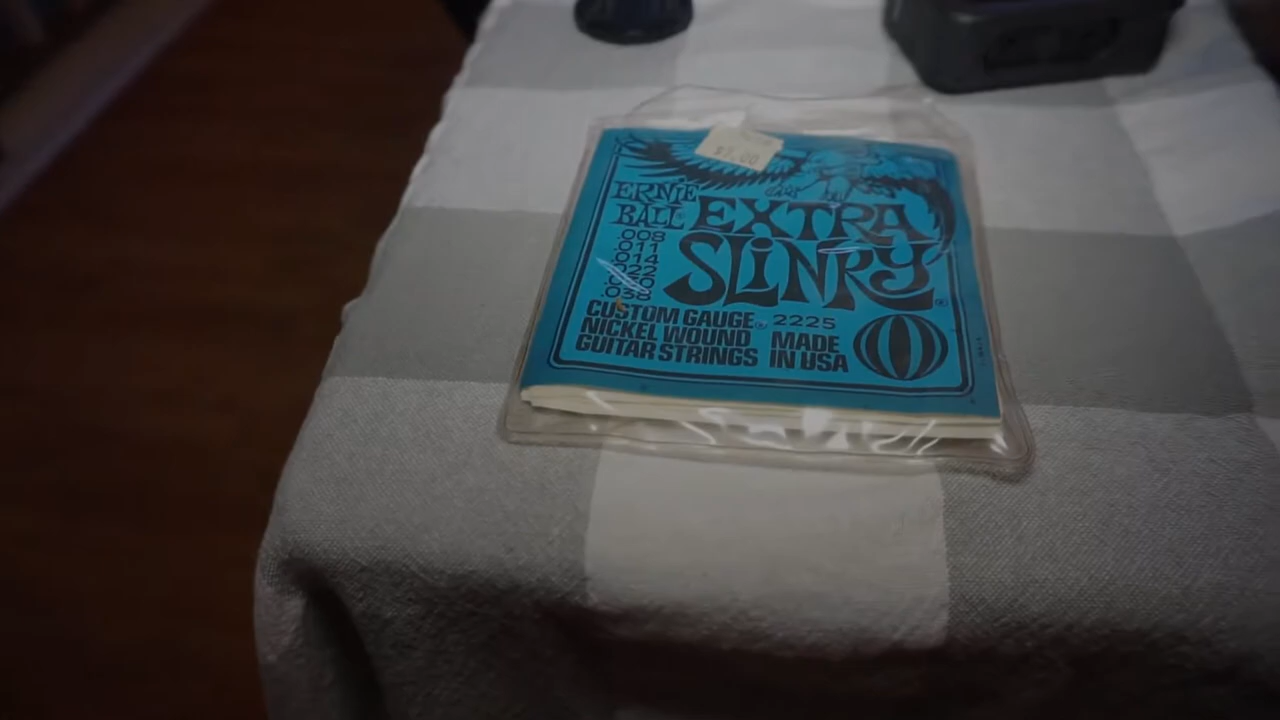 ERNIE
BALL®
EXTRA
SLINKY®
.008
.011
.014
.022
.038
CUSTOM GAUGE® 2225
NICKEL WOUND
GUITAR STRINGS
MADE
IN USA